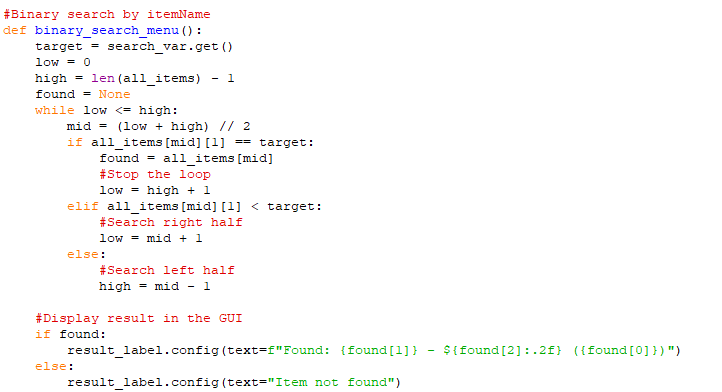 #Binary search by itemName
def binary_search_menu():
    target = search_var.get()
    low = 0
    high = len(all_items) - 1
    found = None
    while low <= high:
        mid = (low + high) // 2
        if all_items[mid][1] == target:
            found = all_items[mid]
            #Stop the loop
            low = high + 1
        elif all_items[mid][1] < target:
            #Search right half
            low = mid + 1
        else:
            #Search left half
            high = mid - 1

    #Display result in the GUI
    if found:
        result_label.config(text=f"Found: {found[1]} - ${found[2]:.2f} ({found[0]})")
    else:
        result_label.config(text="Item not found")